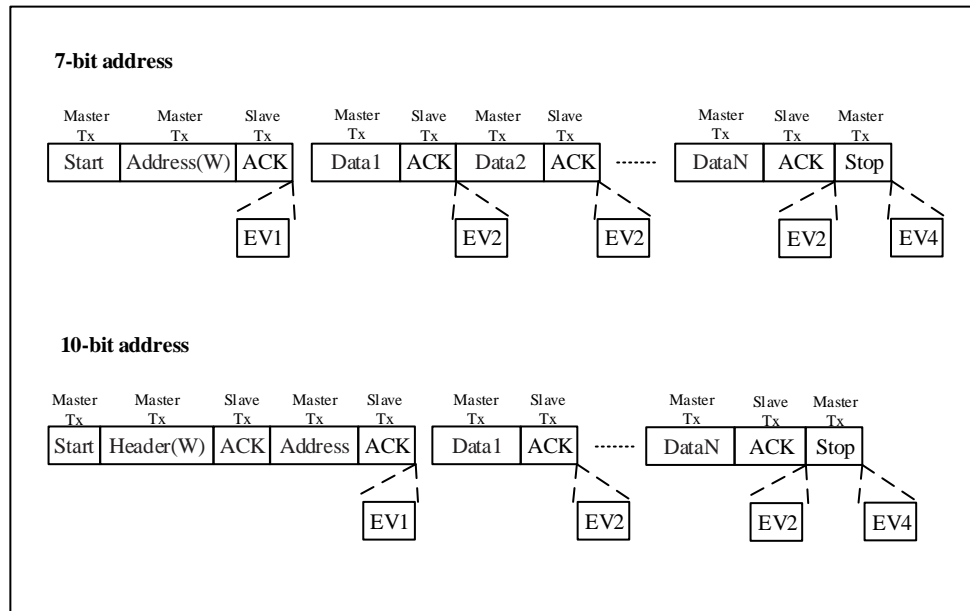 7-bit address
Master Master Slave Master Slave Master Slave Master Slave Master
Tx Tx Tx Tx Tx Tx Tx Tx Tx Tx
Start Address(W) ACK Data1 ACK Data2 ACK DataN ACK Stop
EV1 EV2 EV2 EV2 EV4
10-bit address
Master Master Slave Master Slave Master Slave Master Slave Master
Tx Tx Tx Tx Tx Tx Tx Tx Tx Tx
Start Header(W) ACK Address ACK Data1 ACK DataN ACK Stop
EV1 EV2 EV2 EV4